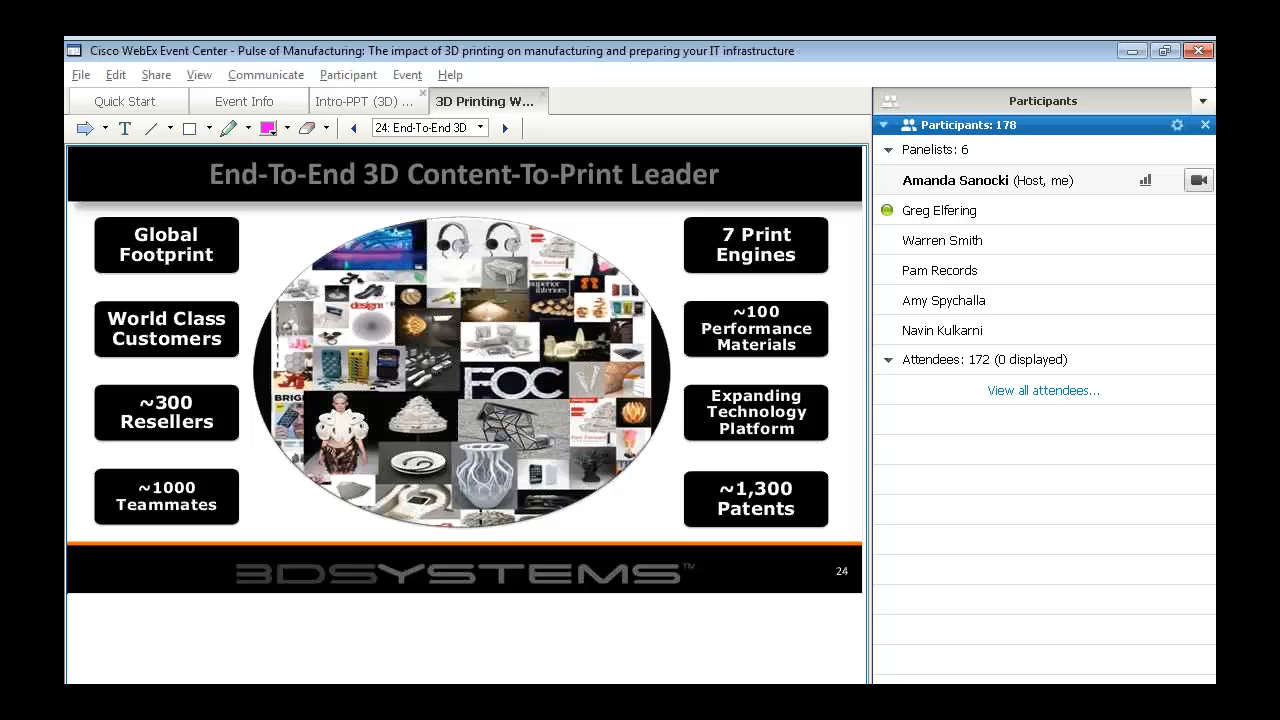 Cisco WebEx Event Center - Pulse of Manufacturing: The impact of 3D printing on manufacturing and preparing your IT infrastructure
File Edit Share View Communicate Participant Event Help
Quick Start Event Info Intro-PPT (3D) ... 3D Printing W...
T 24: End-To-End 3D
End-To-End 3D Content-To-Print Leader
Global
Footprint
World Class
Customers
~300
Resellers
~1000
Teammates
superior
interiors
design
FOC
BRIG
7 Print
Engines
~100
Performance
Materials
Expanding
Technology
Platform
~1,300
Patents
3DSYSTEMS™
24
Participants
Participants: 178
Panelists: 6
Amanda Sanocki (Host, me)
Greg Elfering
Warren Smith
Pam Records
Amy Spychalla
Navin Kulkarni
Attendees: 172 (0 displayed)
View all attendees...